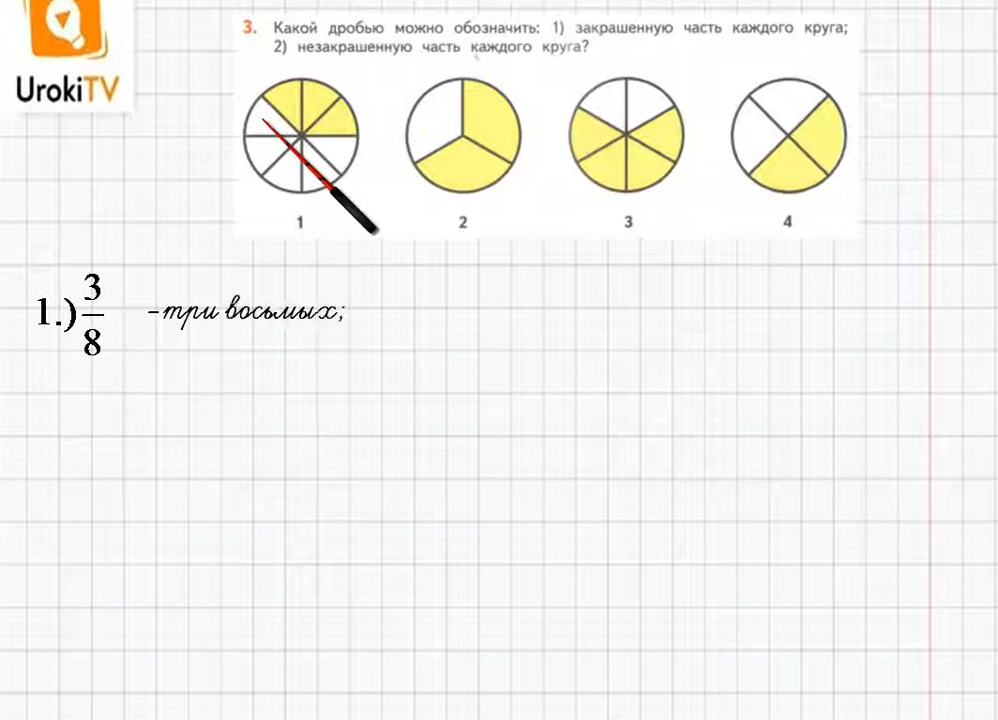 UrokiTV
3. Какой дробью можно обозначить: 1) закрашенную часть каждого круга;
2) незакрашенную часть каждого круга?
1 2 3 4
1.) 3/8 -три восьмых;